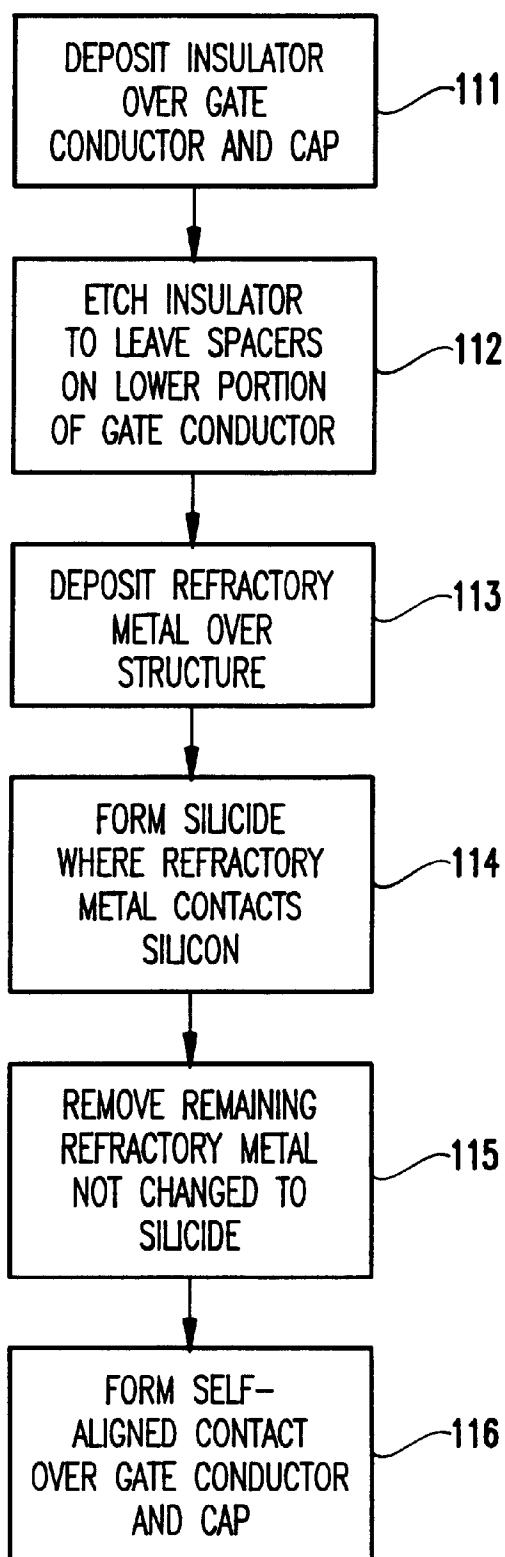 DEPOSIT INSULATOR
OVER GATE
CONDUCTOR AND CAP
111
ETCH INSULATOR
TO LEAVE SPACERS
ON LOWER PORTION
OF GATE CONDUCTOR
112
DEPOSIT REFRACTORY
METAL OVER
STRUCTURE
113
FORM SILICIDE
WHERE REFRACTORY
METAL CONTACTS
SILICON
114
REMOVE REMAINING
REFRACTORY METAL
NOT CHANGED TO
SILICIDE
115
FORM SELF-
ALIGNED CONTACT
OVER GATE CONDUCTOR
AND CAP
116